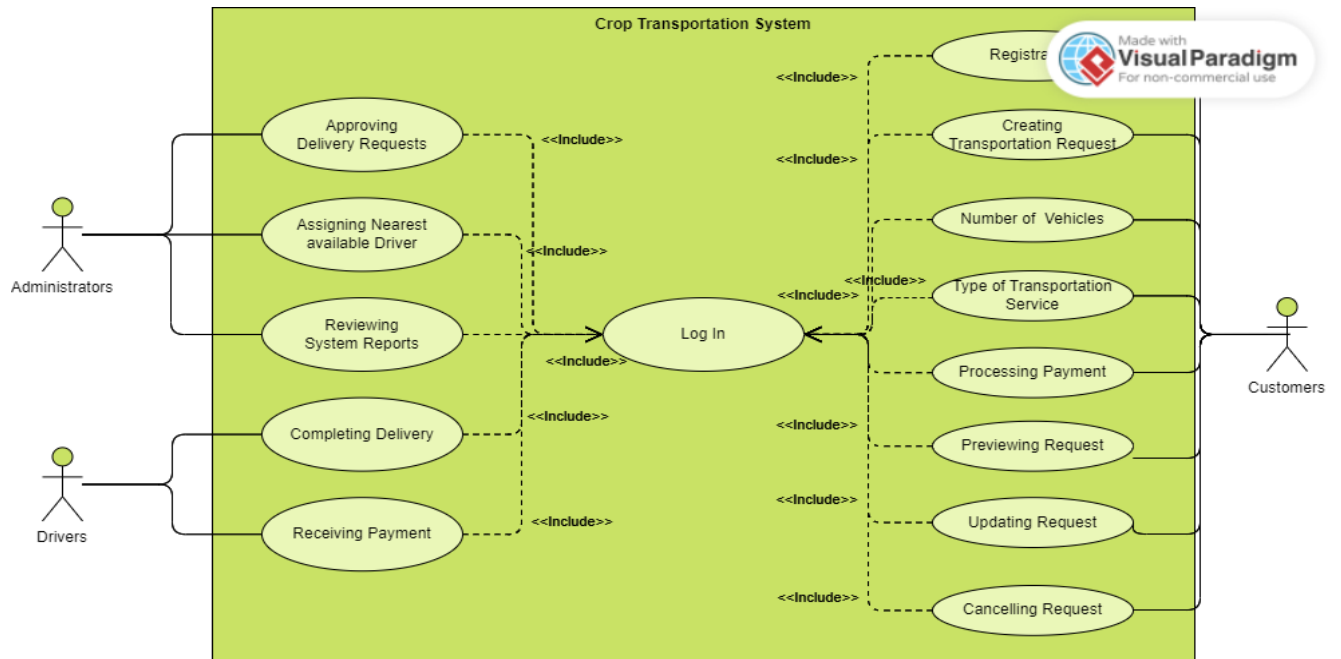 Crop Transportation System
Made with
Visual Paradigm
For non-commercial use
Administrators
Drivers
Customers
Approving
Delivery Requests
Assigning Nearest
available Driver
Reviewing
System Reports
Completing Delivery
Receiving Payment
<<Include>>
<<Include>>
<<Include>>
<<Include>>
<<Include>>
Log In
<<Include>>
<<Include>>
<<Include>>
<<Include>>
<<Include>>
<<Include>>
<<Include>>
Creating
Transportation Request
Number of Vehicles
Type of Transportation
Service
Processing Payment
Previewing Request
Updating Request
Cancelling Request